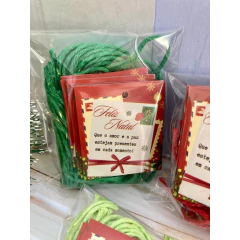 Feliz
Natal
Que o amor e a paz
estejam presentes
em cada momento!